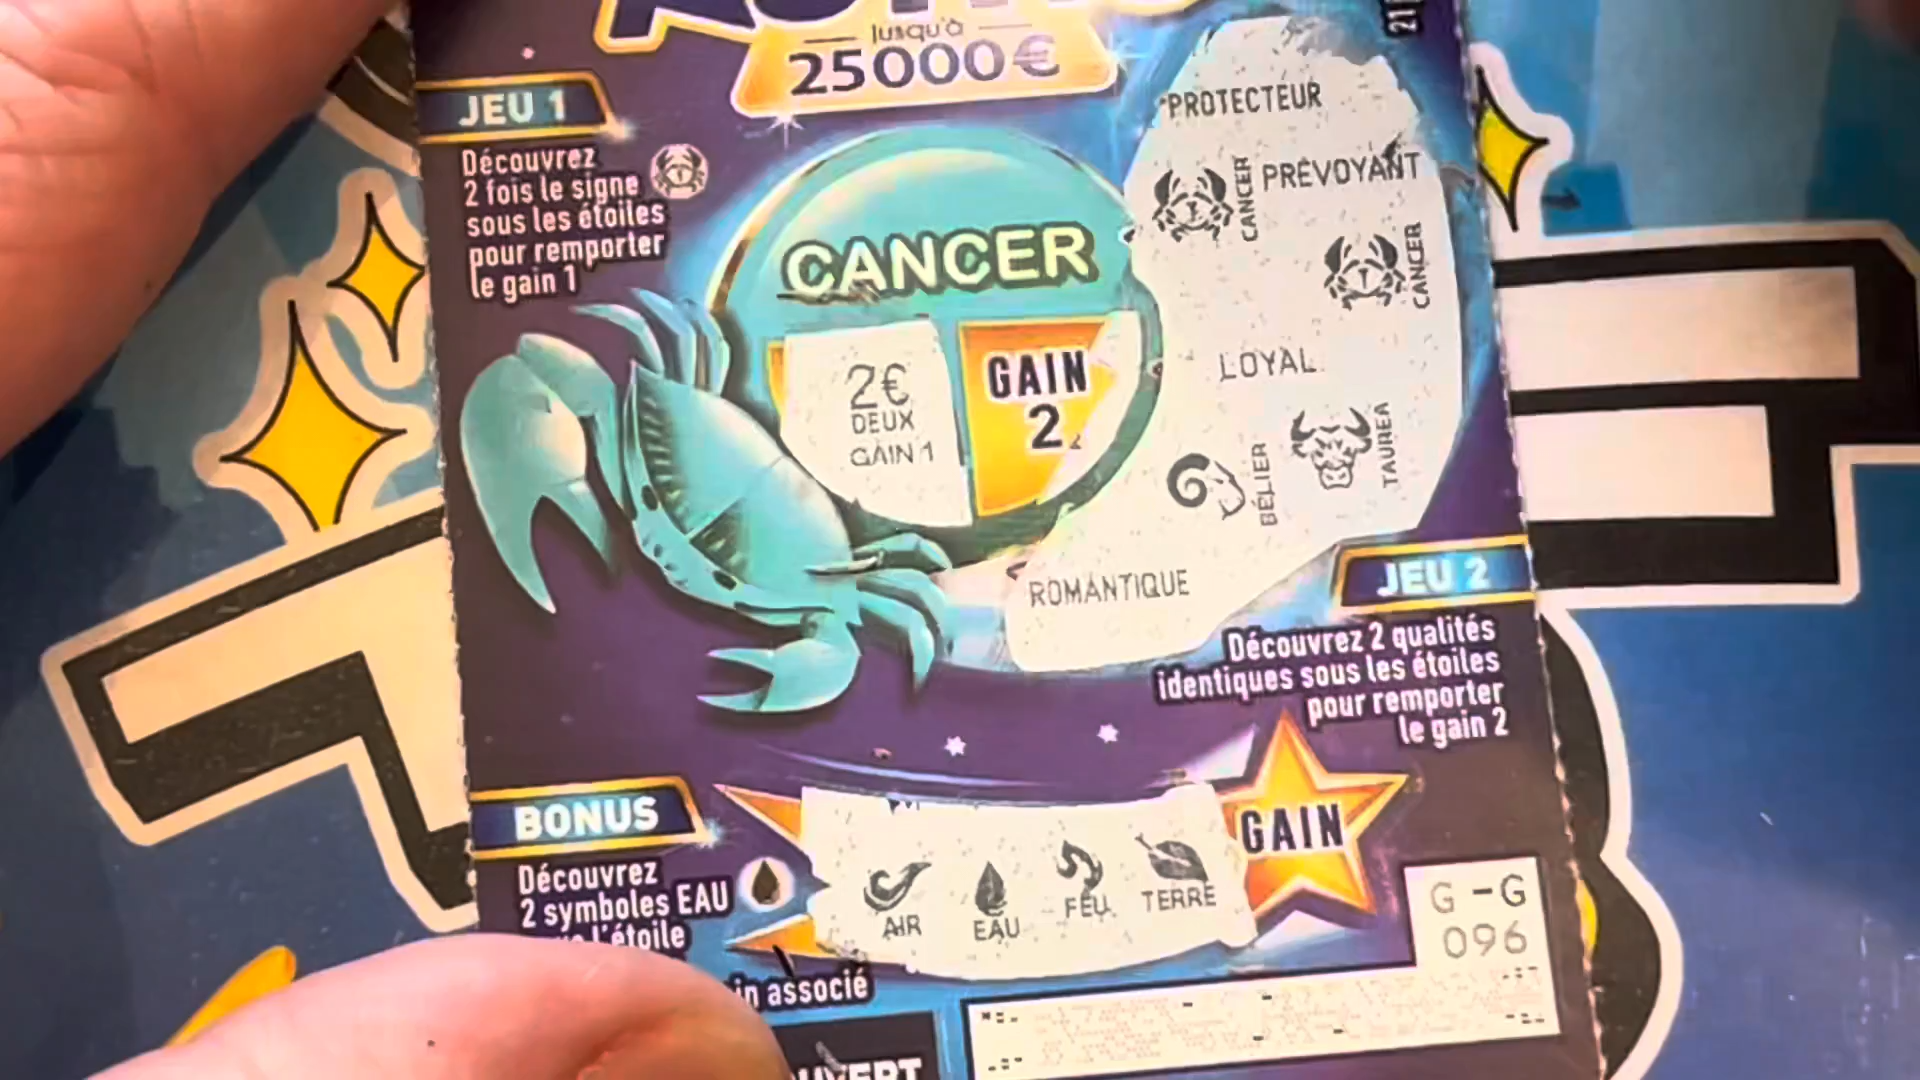 Jusqu'à
25000€
21
JEU 1
Découvrez
2 fois le signe
sous les étoiles
pour remporter
le gain 1
CANCER
2€
DEUX
GAIN 1
GAIN
2
PROTECTEUR
CANCER
PRÉVOYANT
CANCER
LOYAL
BÉLIER
TAUREA
ROMANTIQUE
JEU 2
Découvrez 2 qualités
identiques sous les étoiles
pour remporter
le gain 2
BONUS
Découvrez
2 symboles EAU
l'étoile
associé
AIR
EAU
FEU
TERRE
GAIN
G - G
096